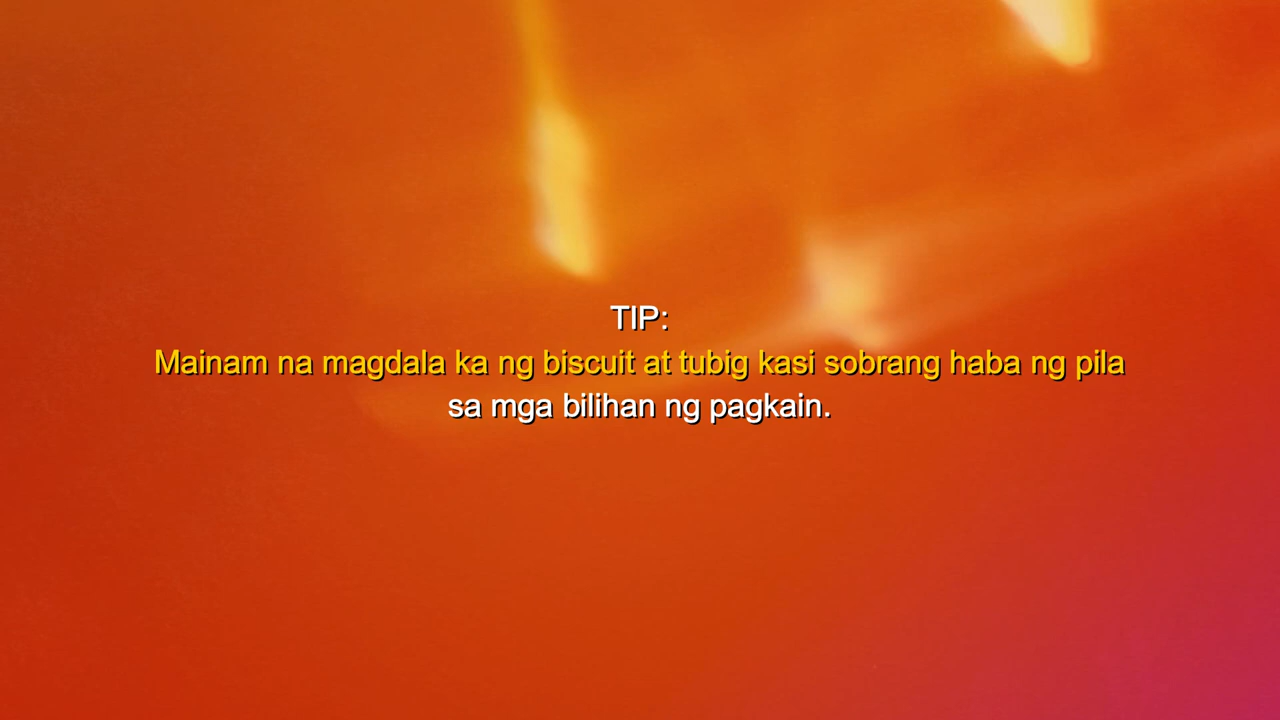 TIP:
Mainam na magdala ka ng biscuit at tubig kasi sobrang haba ng pila
sa mga bilihan ng pagkain.